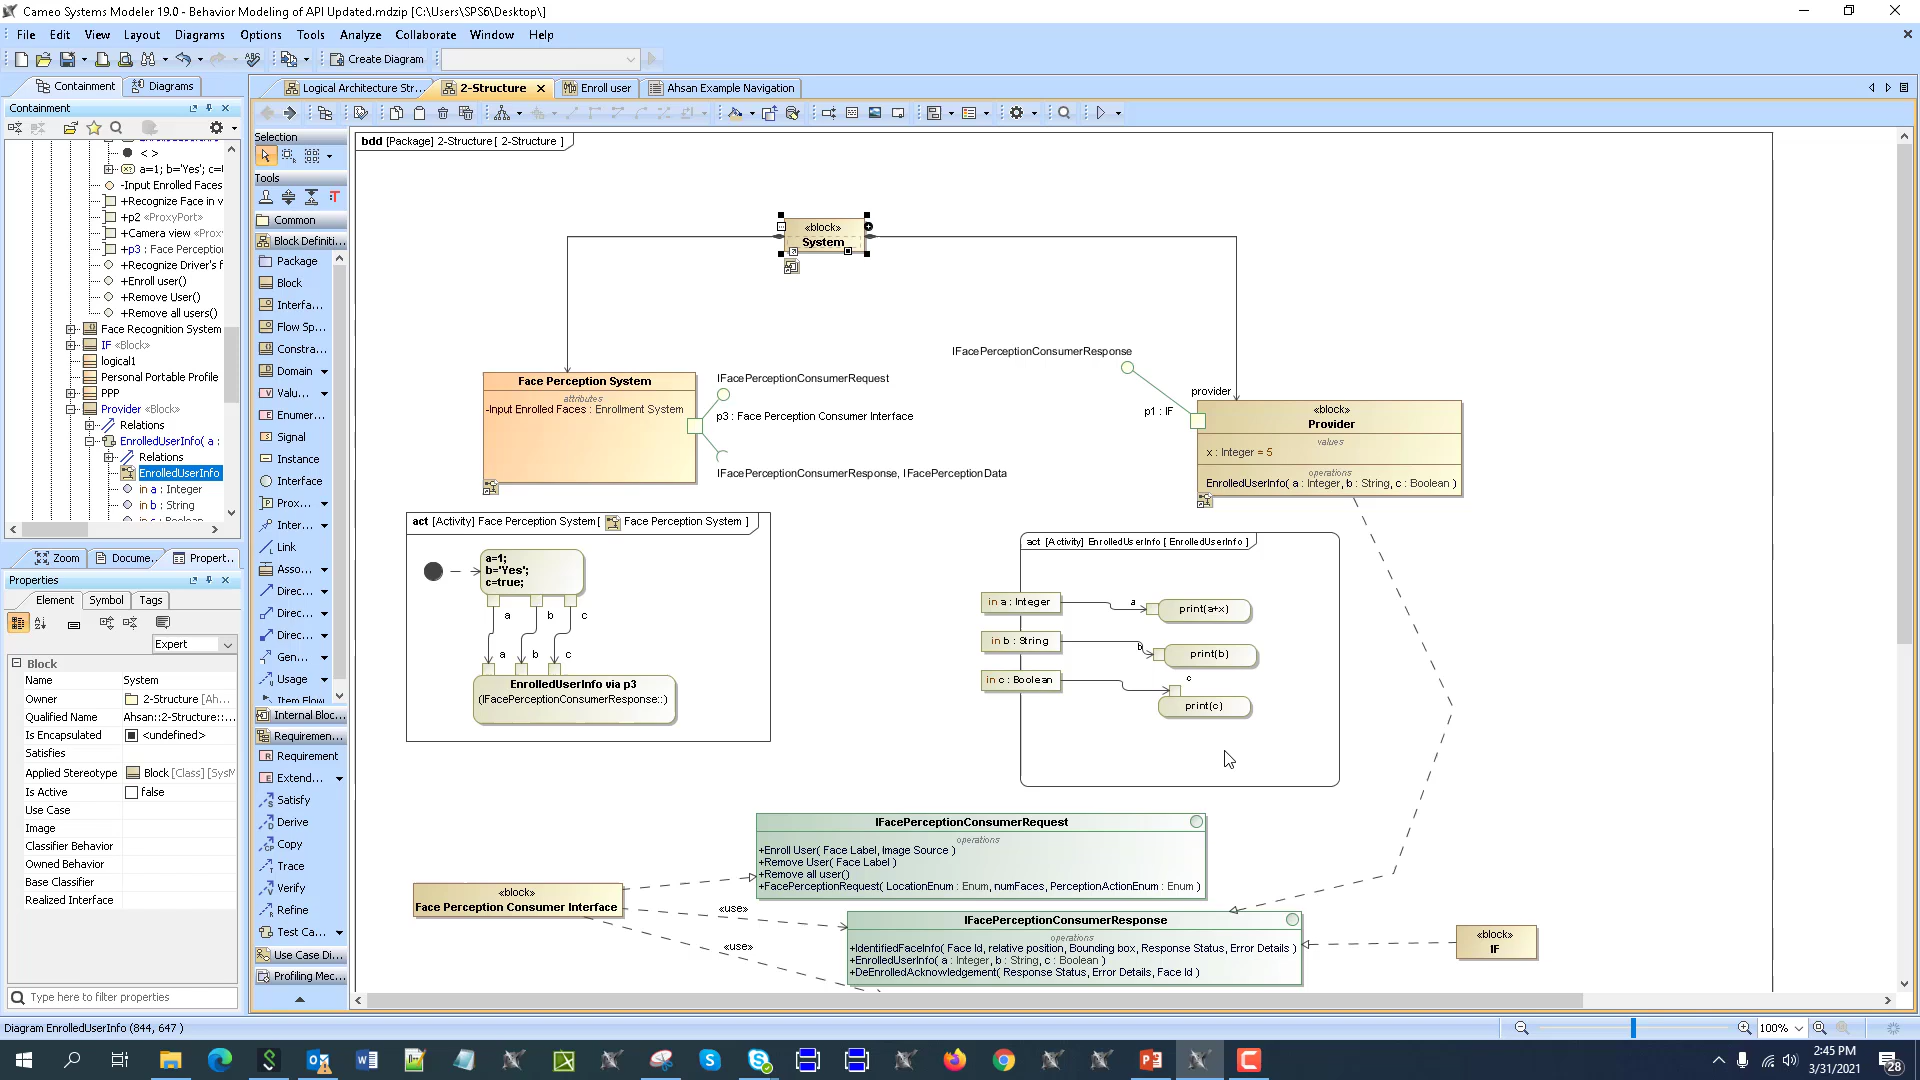 Cameo Systems Modeler 19.0 - Behavior Modeling of API Updated.mdzip [C:\Users\SPS6\Desktop\]
File Edit View Layout Diagrams Options Tools Analyze Collaborate Window Help
Create Diagram
Containment Diagrams
Logical Architecture Str... 2-Structure Enroll user Ahsan Example Navigation
Containment
< >
a=1; b='Yes'; c=
-Input Enrolled Faces
+Recognize Face in v
+p2 «ProxyPort»
+Camera view «Prox
+p3 : Face Perception
+Recognize Driver's f
+Enroll user()
+Remove User()
+Remove all users()
Face Recognition System
IF «Block»
logical1
Personal Portable Profile
PPP
Provider «Block»
Relations
EnrolledUserInfo( a :
Relations
EnrolledUserInfo
in a : Integer
in b : String
Zoom Docume... Propert...
Properties
Element Symbol Tags
Expert
Block
Name System
Owner 2-Structure [Ah...
Qualified Name Ahsan::2-Structure::...
Is Encapsulated <undefined>
Satisfies
Applied Stereotype Block [Class] [SysM
Is Active false
Use Case
Image
Classifier Behavior
Owned Behavior
Base Classifier
Realized Interface
Type here to filter properties
Selection
Tools
Common
Block Definiti...
Package
Block
Interfa...
Flow Sp...
Constra...
Domain
Valu...
Enumer...
Signal
Instance
Interface
Prox...
Inter...
Link
Asso...
Direc...
Direc...
Direc...
Gen...
Usage
Item Flow
Internal Bloc...
Requiremen...
Requirement
Extend...
Satisfy
Derive
Copy
Trace
Verify
Refine
Test Ca...
Use Case Di...
Profiling Mec...
bdd [Package] 2-Structure[ 2-Structure ]
«block»
System
IFacePerceptionConsumerResponse
provider
p1 : IF
Face Perception System
attributes
-Input Enrolled Faces : Enrollment System
IFacePerceptionConsumerRequest
p3 : Face Perception Consumer Interface
IFacePerceptionConsumerResponse, IFacePerceptionData
«block»
Provider
values
x : Integer = 5
operations
EnrolledUserInfo( a : Integer, b : String, c : Boolean )
act [Activity] Face Perception System[ Face Perception System ]
a=1;
b='Yes';
c=true;
a b c
a b c
EnrolledUserInfo via p3
(IFacePerceptionConsumerResponse::)
act [Activity] EnrolledUserInfo [ EnrolledUserInfo ]
in a : Integer a print(a+x)
in b : String b print(b)
in c : Boolean c print(c)
IFacePerceptionConsumerRequest
operations
+Enroll User( Face Label, Image Source )
+Remove User( Face Label )
+Remove all user()
+FacePerceptionRequest( LocationEnum : Enum, numFaces, PerceptionActionEnum : Enum )
«block»
Face Perception Consumer Interface
«use»
«use»
IFacePerceptionConsumerResponse
operations
+IdentifiedFaceInfo( Face Id, relative position, Bounding box, Response Status, Error Details )
+EnrolledUserInfo( a : Integer, b : String, c : Boolean )
+DeEnrolledAcknowledgement( Response Status, Error Details, Face Id )
«block»
IF
Diagram EnrolledUserInfo (844, 647 )
100%
2:45 PM
3/31/2021
28